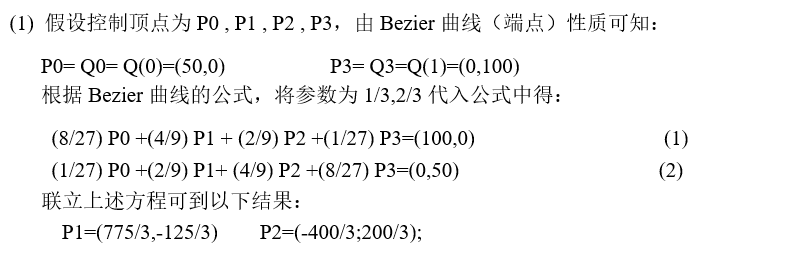 (1) 假设控制顶点为 P0 , P1 , P2 , P3，由 Bezier 曲线（端点）性质可知：
P0= Q0= Q(0)=(50,0) P3= Q3=Q(1)=(0,100)
根据 Bezier 曲线的公式，将参数为 1/3,2/3 代入公式中得：
(8/27) P0 +(4/9) P1 + (2/9) P2 +(1/27) P3=(100,0) (1)
(1/27) P0 +(2/9) P1+ (4/9) P2 +(8/27) P3=(0,50) (2)
联立上述方程可到以下结果：
P1=(775/3,-125/3) P2=(-400/3;200/3);